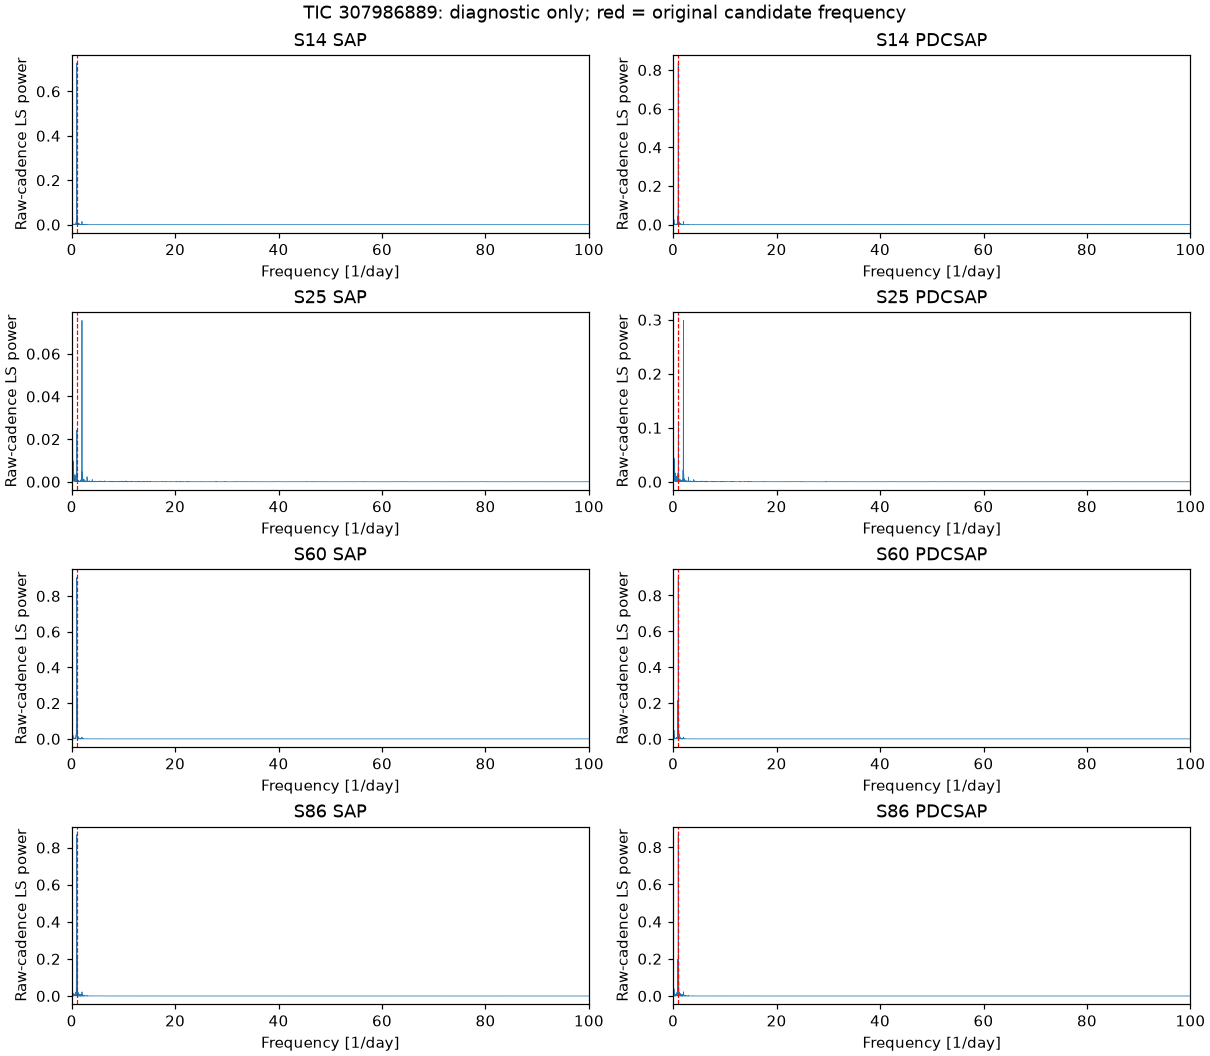 TIC 307986889: diagnostic only; red = original candidate frequency
S14 SAP
Raw-cadence LS power
0.6
0.4
0.2
0.0
0 20 40 60 80 100
Frequency [1/day]
S14 PDCSAP
Raw-cadence LS power
0.8
0.6
0.4
0.2
0.0
0 20 40 60 80 100
Frequency [1/day]
S25 SAP
Raw-cadence LS power
0.06
0.04
0.02
0.00
0 20 40 60 80 100
Frequency [1/day]
S25 PDCSAP
Raw-cadence LS power
0.3
0.2
0.1
0.0
0 20 40 60 80 100
Frequency [1/day]
S60 SAP
Raw-cadence LS power
0.8
0.6
0.4
0.2
0.0
0 20 40 60 80 100
Frequency [1/day]
S60 PDCSAP
Raw-cadence LS power
0.8
0.6
0.4
0.2
0.0
0 20 40 60 80 100
Frequency [1/day]
S86 SAP
Raw-cadence LS power
0.8
0.6
0.4
0.2
0.0
0 20 40 60 80 100
Frequency [1/day]
S86 PDCSAP
Raw-cadence LS power
0.8
0.6
0.4
0.2
0.0
0 20 40 60 80 100
Frequency [1/day]